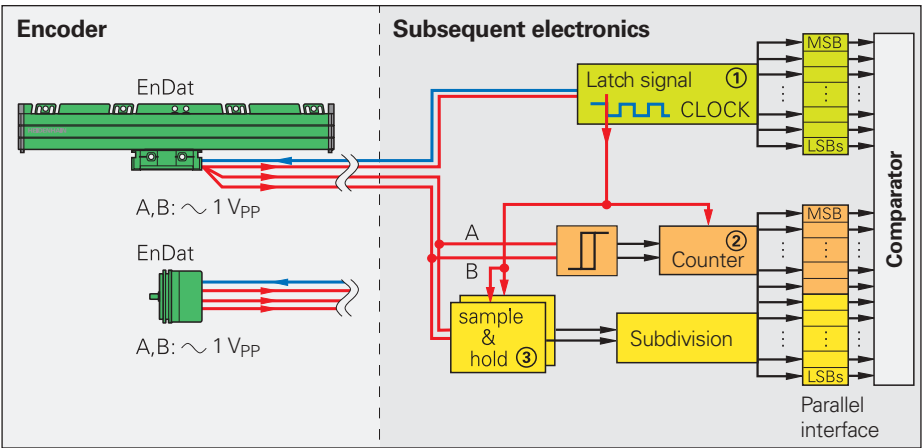 Encoder
EnDat
A,B: ∼ 1 VPP
EnDat
A,B: ∼ 1 VPP
Subsequent electronics
Latch signal ①
CLOCK
A
B
② Counter
sample
&
hold ③
Subdivision
MSB
LSBs
MSB
LSBs
Parallel
interface
Comparator